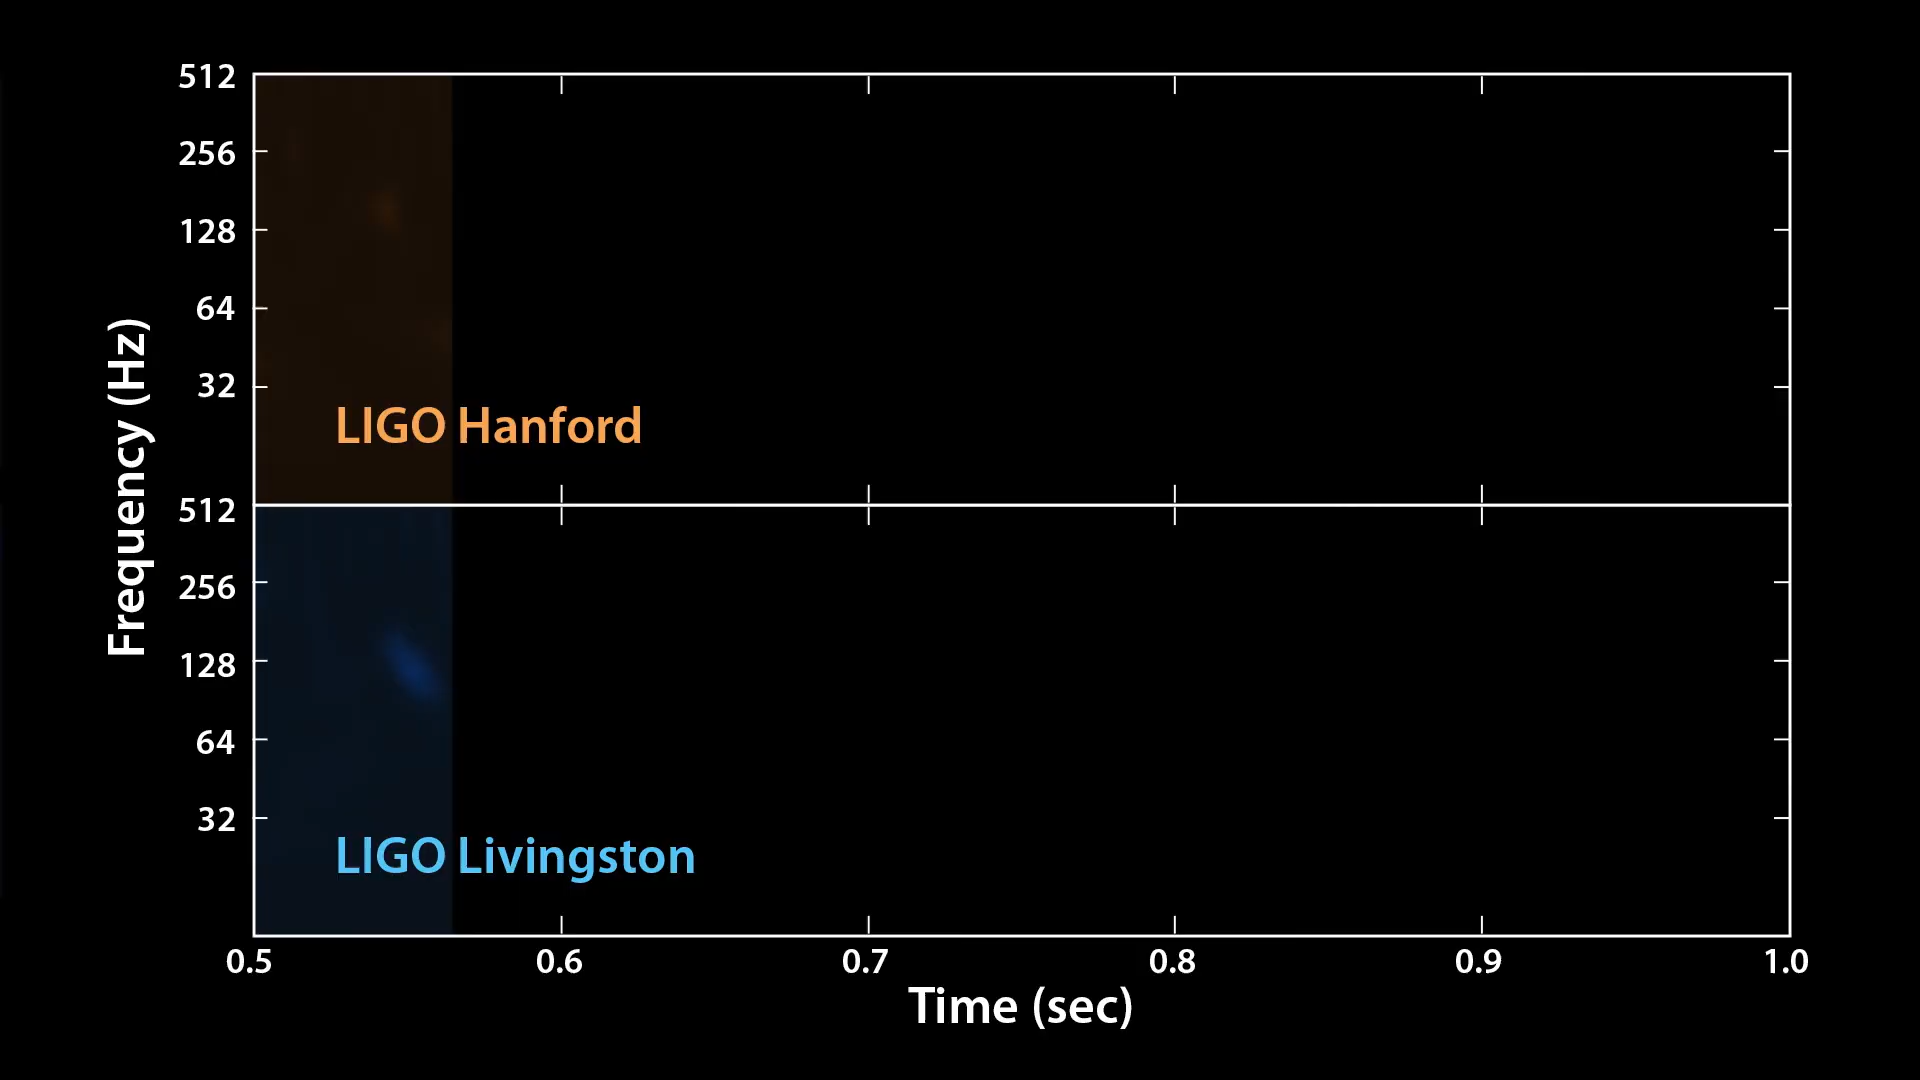 512
256
128
64
32
LIGO Hanford
512
256
128
64
32
LIGO Livingston
Frequency (Hz)
0.5 0.6 0.7 0.8 0.9 1.0
Time (sec)